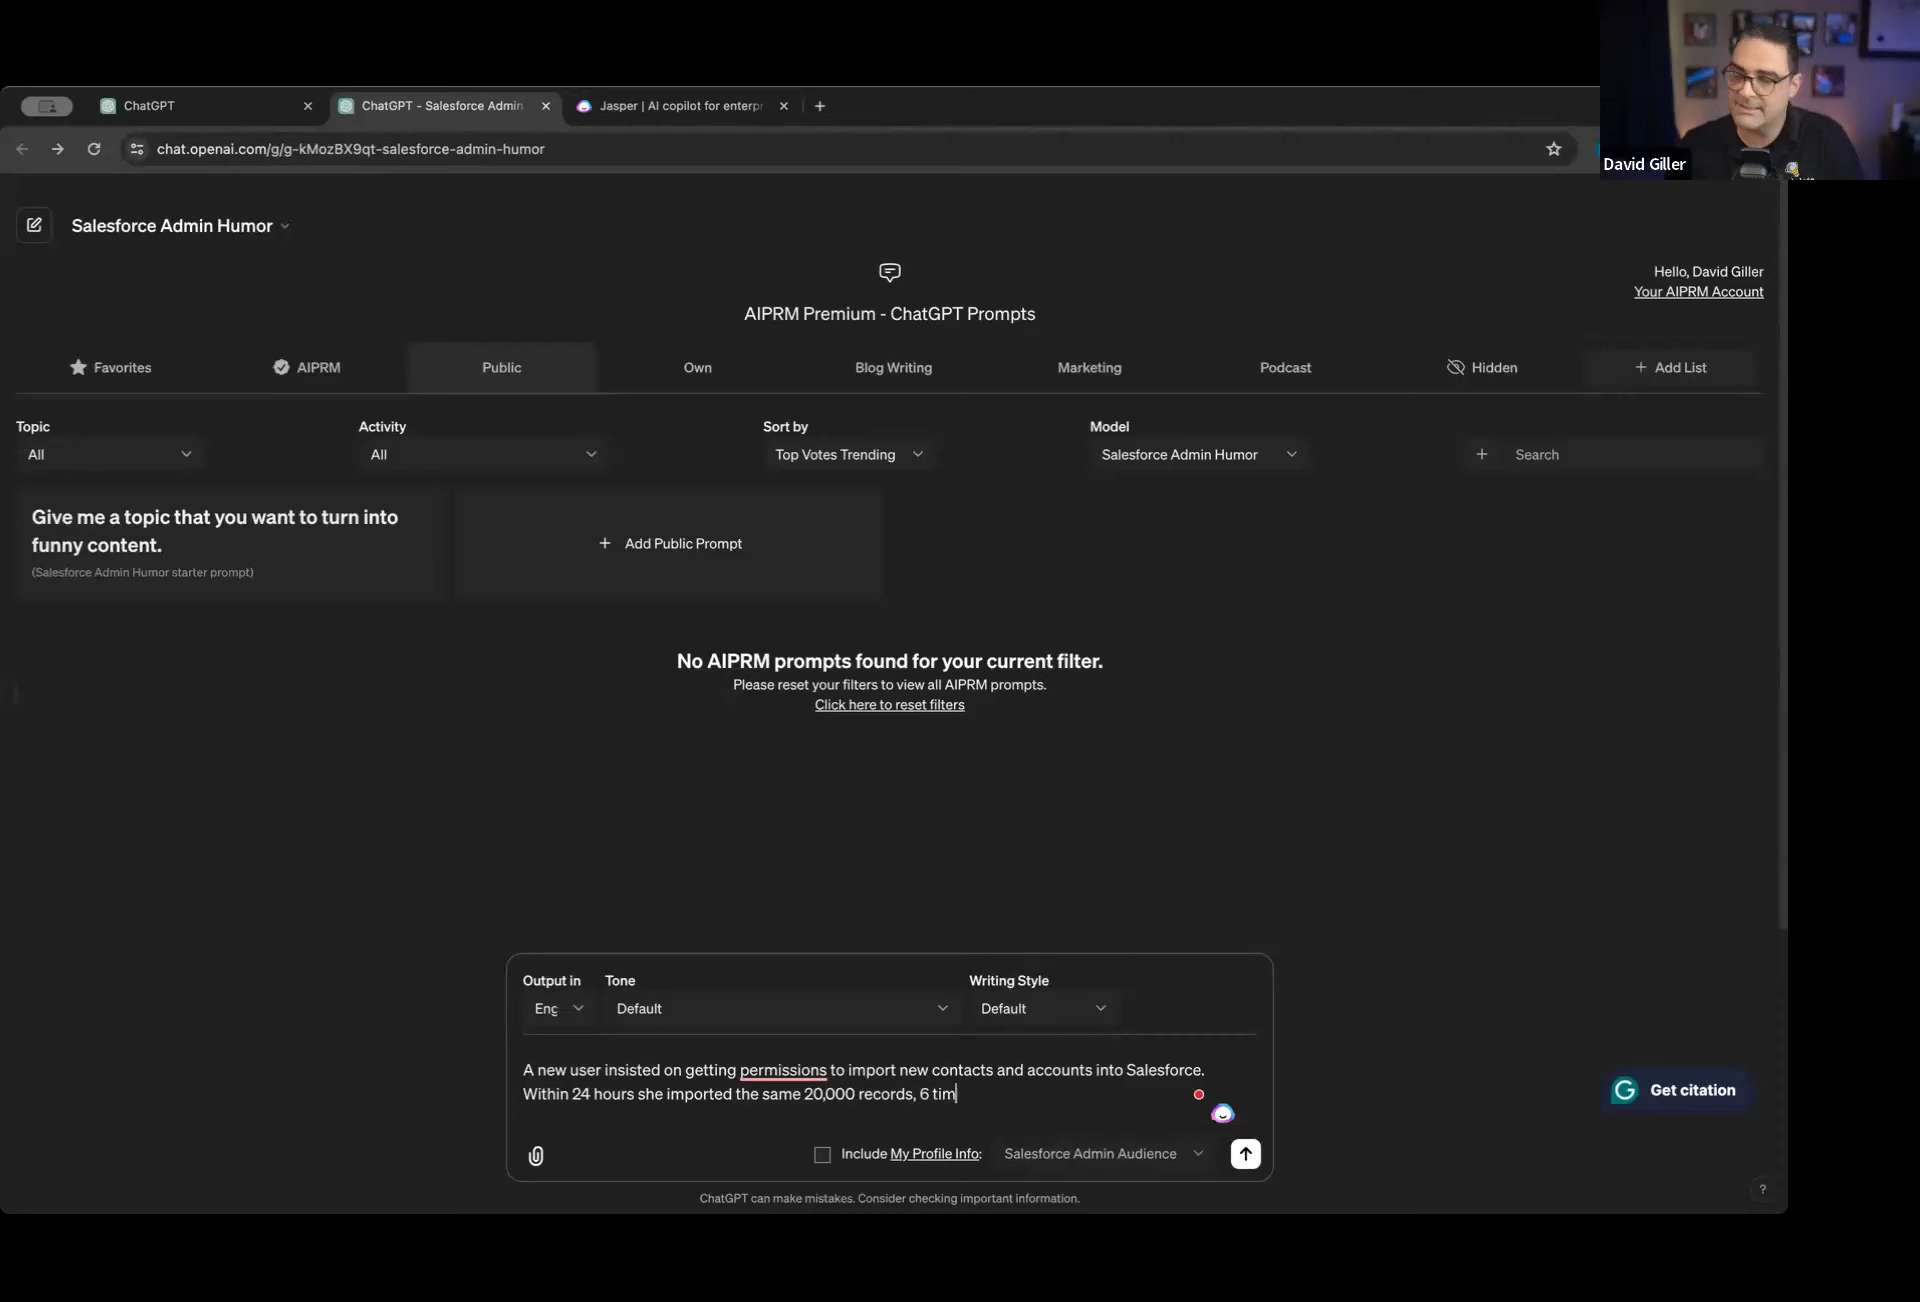 ChatGPT
ChatGPT - Salesforce Admin
Jasper | AI copilot for enterpr
chat.openai.com/g/g-kMozBX9qt-salesforce-admin-humor
David Giller
Salesforce Admin Humor
Hello, David Giller
Your AIPRM Account
AIPRM Premium - ChatGPT Prompts
Favorites
AIPRM
Public
Own
Blog Writing
Marketing
Podcast
Hidden
+ Add List
Topic
Activity
Sort by
Model
All
All
Top Votes Trending
Salesforce Admin Humor
+ Search
Give me a topic that you want to turn into
funny content.
(Salesforce Admin Humor starter prompt)
+ Add Public Prompt
No AIPRM prompts found for your current filter.
Please reset your filters to view all AIPRM prompts.
Click here to reset filters
Output in
Tone
Writing Style
Eng
Default
Default
A new user insisted on getting permissions to import new contacts and accounts into Salesforce.
Within 24 hours she imported the same 20,000 records, 6 tim
Get citation
Include My Profile Info:
Salesforce Admin Audience
ChatGPT can make mistakes. Consider checking important information.
?